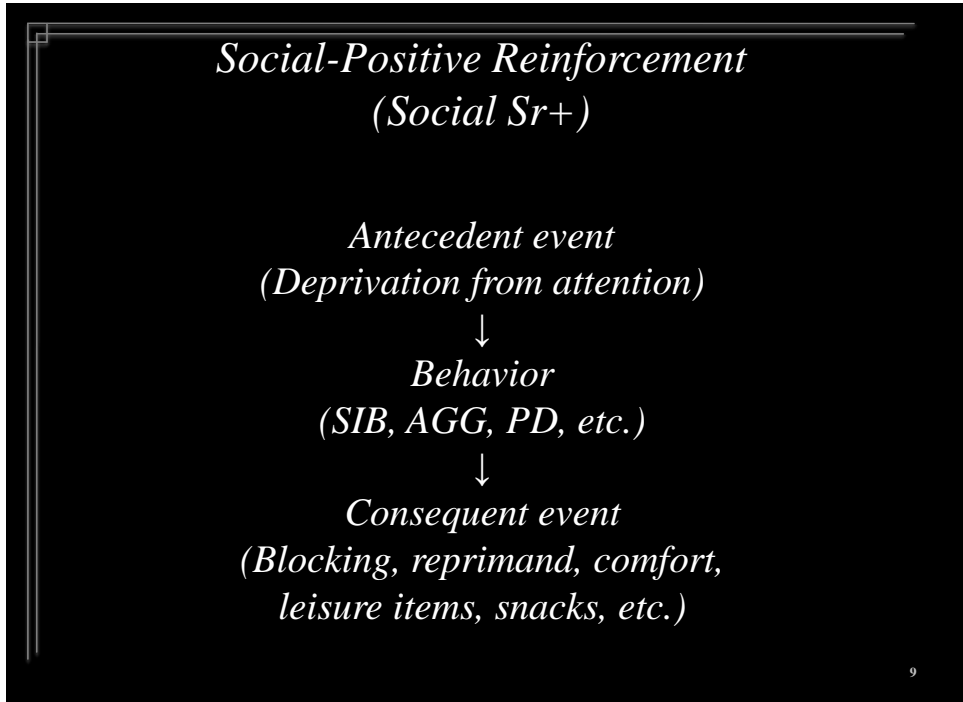 Social-Positive Reinforcement
(Social Sr+)
Antecedent event
(Deprivation from attention)
↓
Behavior
(SIB, AGG, PD, etc.)
↓
Consequent event
(Blocking, reprimand, comfort,
leisure items, snacks, etc.)
9